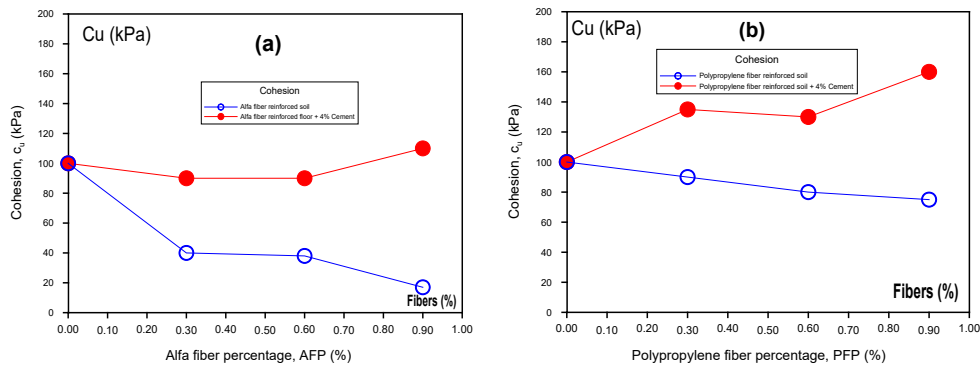 Cu (kPa)
(a)
Cohesion
Alfa fiber reinforced soil
Alfa fiber reinforced floor + 4% Cement
Cohesion, cu (kPa)
200
180
160
140
120
100
80
60
40
20
0
Fibers (%)
0.00 0.10 0.20 0.30 0.40 0.50 0.60 0.70 0.80 0.90 1.00
Alfa fiber percentage, AFP (%)
Cu (kPa)
(b)
Cohesion
Polypropylene fiber reinforced soil
Polypropylene fiber reinforced soil + 4% Cement
Cohesion, cu (kPa)
200
180
160
140
120
100
80
60
40
20
0
Fibers (%)
0.00 0.10 0.20 0.30 0.40 0.50 0.60 0.70 0.80 0.90 1.00
Polypropylene fiber percentage, PFP (%)